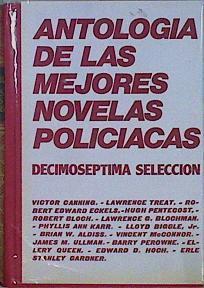 ANTOLOGIA
DE LAS
MEJORES
NOVELAS
POLICIACAS
DECIMOSEPTIMA SELECCION
VICTOR CANNING. - LAWRENCE TREAT. - RO-
BERT EDWARD ECKELS.-HUGH PENTECOST.-
ROBERT BLOCH.-LAWRENCE G. BLOCHMAN.
PHYLLIS ANN KARR. - LLOYD BIGGLE, Jr.
- BRIAN W. ALDISS. - VINCENT McCONNOR. -
JAMES M. ULLMAN. - BARRY PEROWNE. - EL-
LERY QUEEN. - EDWARD D. HOCH. - ERLE
STANLEY GARDNER.